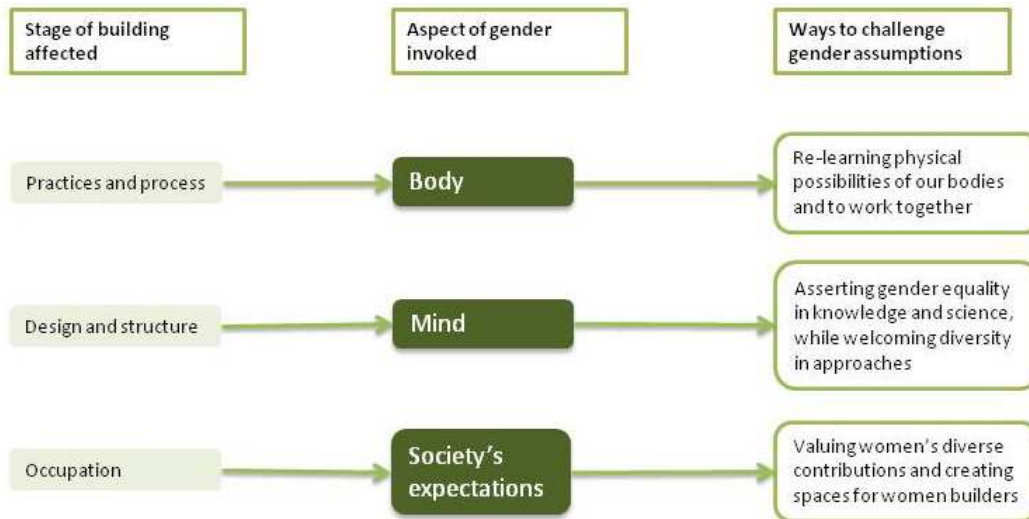 Stage of building
affected
Aspect of gender
invoked
Ways to challenge
gender assumptions
Practices and process
Body
Re-learning physical
possibilities of our bodies
and to work together
Design and structure
Mind
Asserting gender equality
in knowledge and science,
while welcoming diversity
in approaches
Occupation
Society’s
expectations
Valuing women’s diverse
contributions and creating
spaces for women builders